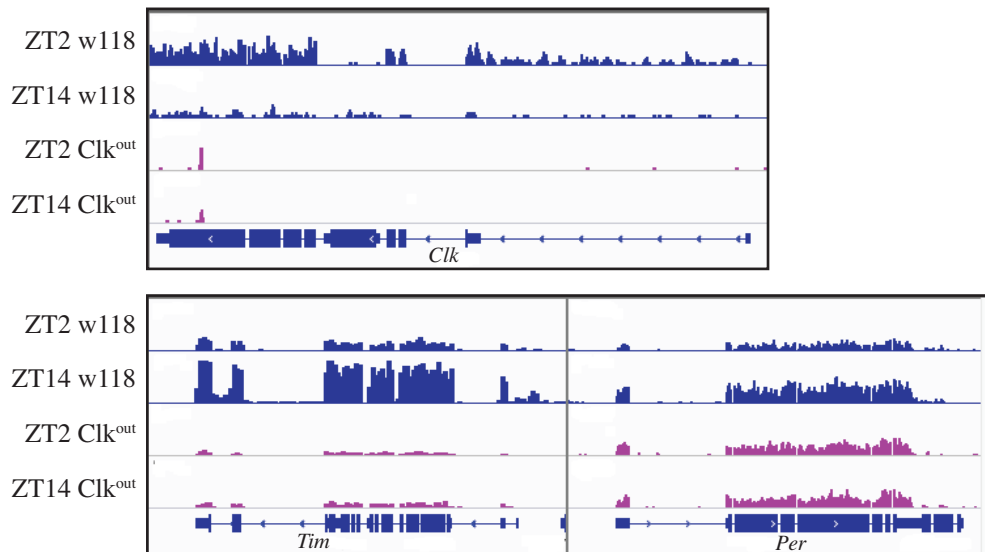 ZT2 w118
ZT14 w118
ZT2 Clkout
ZT14 Clkout
Clk
ZT2 w118
ZT14 w118
ZT2 Clkout
ZT14 Clkout
Tim
Per